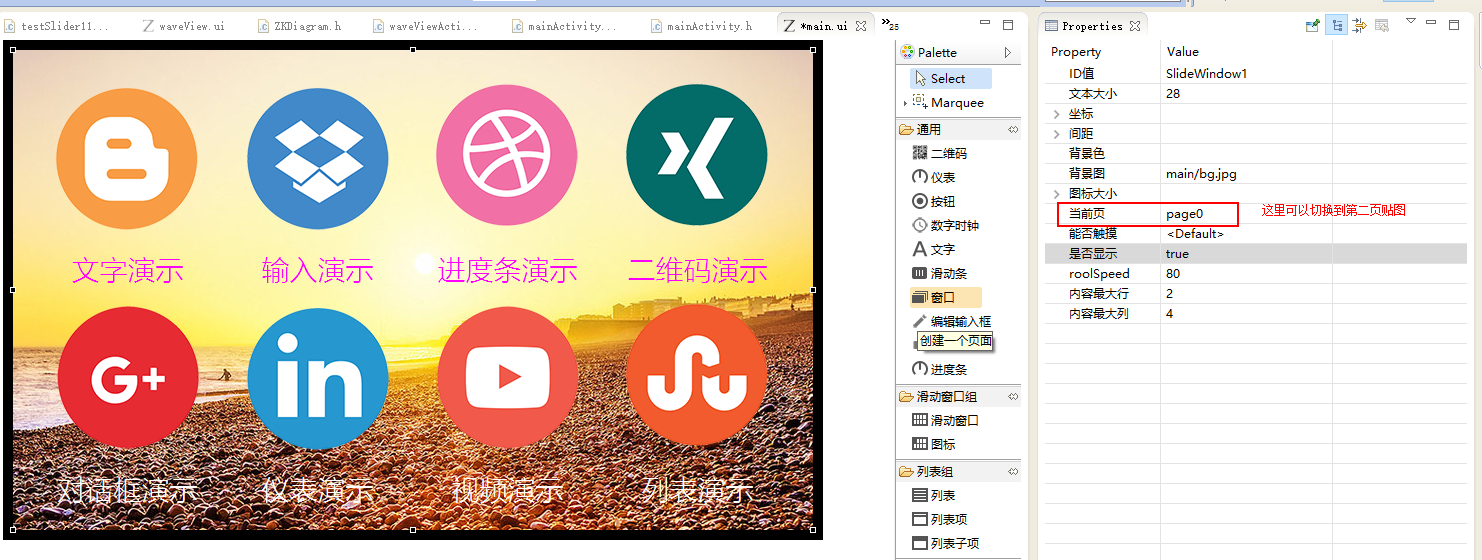 testSlider11...
waveView.ui
ZKDiagram.h
waveViewActi...
mainActivity...
mainActivity.h
*main.ui
»25
文字演示
输入演示
进度条演示
二维码演示
G+
in
对话框演示
仪表演示
视频演示
列表演示
Palette
Select
Marquee
通用
二维码
仪表
按钮
数字时钟
文字
滑动条
窗口
编辑输入框
创建一个页面
进度条
滑动窗口组
滑动窗口
图标
列表组
列表
列表项
列表子项
Properties
Property Value
ID值 SlideWindow1
文本大小 28
坐标
间距
背景色
背景图 main/bg.jpg
图标大小
当前页 page0 这里可以切换到第二页贴图
能否触摸 <Default>
是否显示 true
roolSpeed 80
内容最大行 2
内容最大列 4